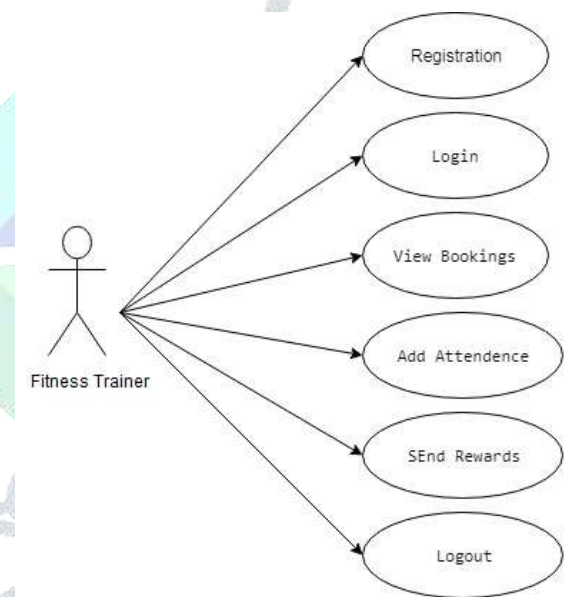 Registration
Login
View Bookings
Fitness Trainer
Add Attendence
SEnd Rewards
Logout